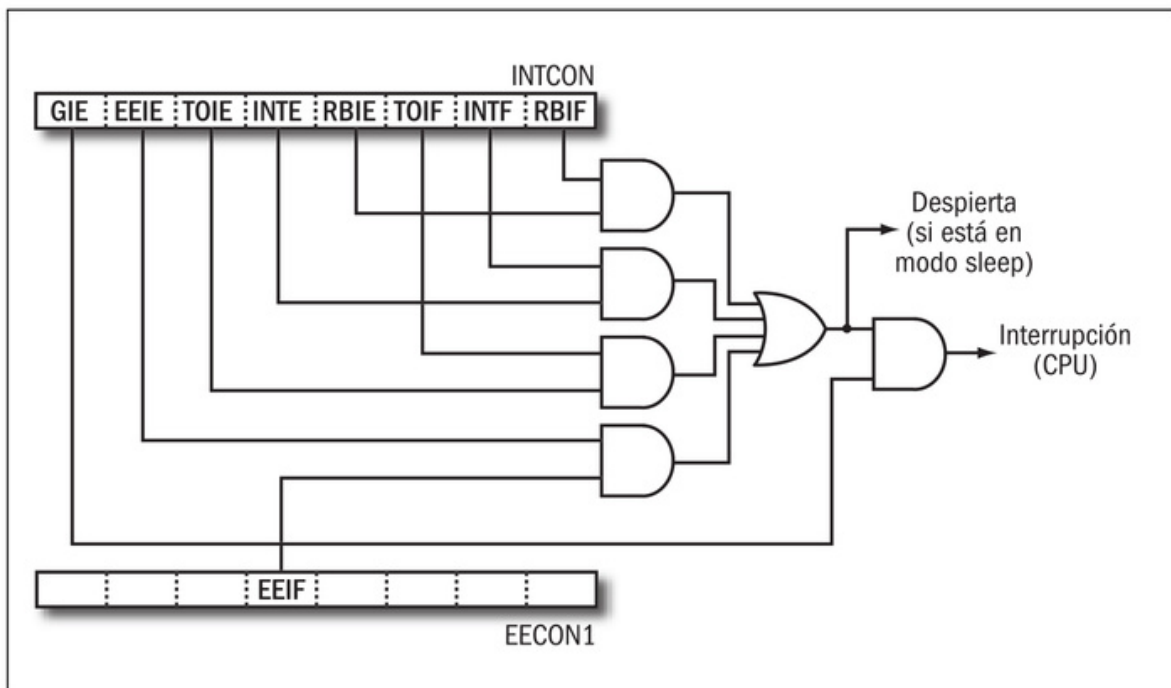 INTCON
GIE EEIE TOIE INTE RBIE TOIF INTF RBIF
Despierta
(si está en
modo sleep)
Interrupción
(CPU)
EEIF
EECON1